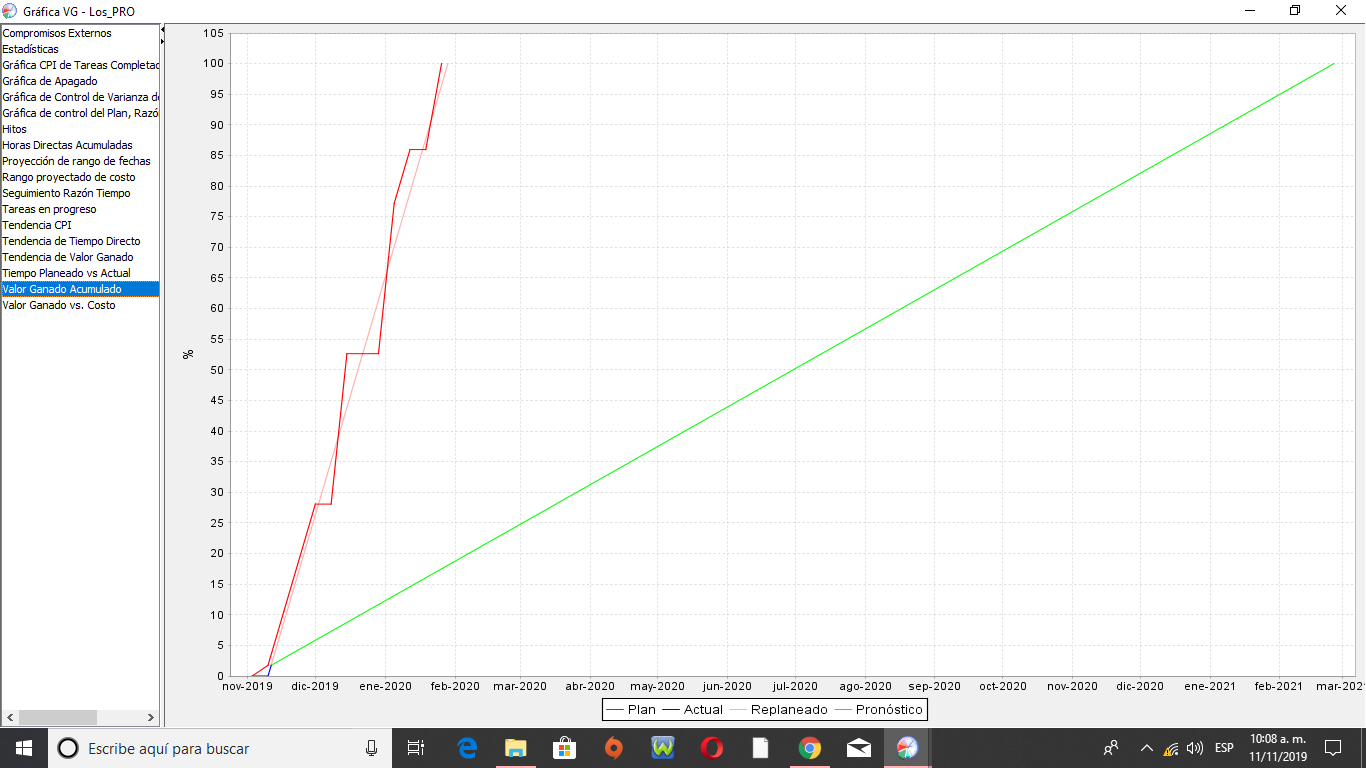 Gráfica VG - Los_PRO
Compromisos Externos
Estadísticas
Gráfica CPI de Tareas Completad
Gráfica de Apagado
Gráfica de Control de Varianza de
Gráfica de control del Plan, Razó
Hitos
Horas Directas Acumuladas
Proyección de rango de fechas
Rango proyectado de costo
Seguimiento Razón Tiempo
Tareas en progreso
Tendencia CPI
Tendencia de Tiempo Directo
Tendencia de Valor Ganado
Tiempo Planeado vs Actual
Valor Ganado Acumulado
Valor Ganado vs. Costo
105
100
95
90
85
80
75
70
65
60
55
50
45
40
35
30
25
20
15
10
5
0
%
nov-2019 dic-2019 ene-2020 feb-2020 mar-2020 abr-2020 may-2020 jun-2020 jul-2020 ago-2020 sep-2020 oct-2020 nov-2020 dic-2020 ene-2021 feb-2021 mar-2021
Plan Actual Replaneado Pronóstico
Escribe aquí para buscar
ESP
10:08 a. m.
11/11/2019